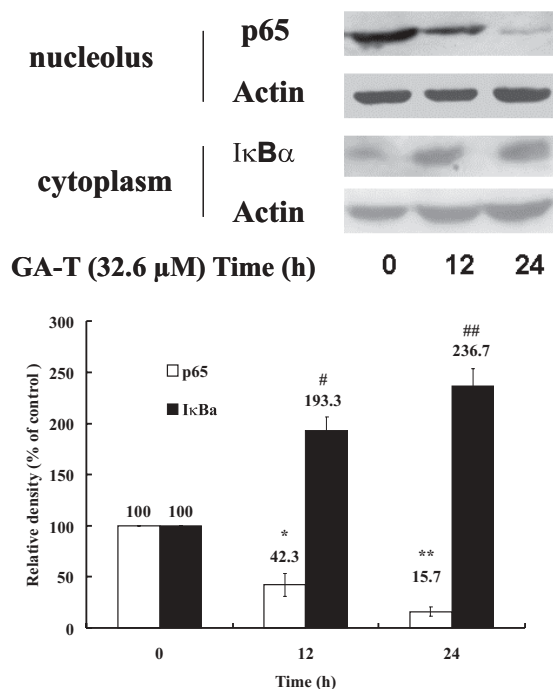 p65
nucleolus
Actin
IκBα
cytoplasm
Actin
GA-T (32.6 µM) Time (h) 0 12 24
300
250
200
150
100
50
0
Relative density (% of control )
p65
IκBa
100 100
*
42.3
#
193.3
**
15.7
##
236.7
0 12 24
Time (h)